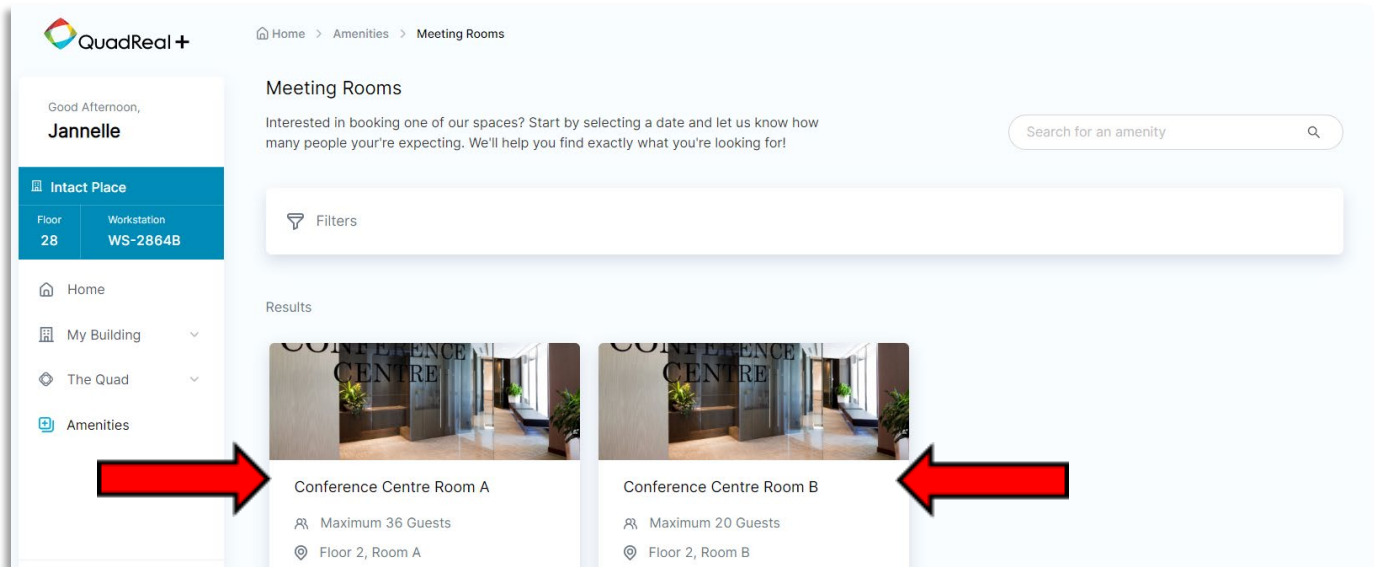 QuadReal+
Home > Amenities > Meeting Rooms
Good Afternoon,
Jannelle
Intact Place
Floor Workstation
28 WS-2864B
Home
My Building
The Quad
Amenities
Meeting Rooms
Interested in booking one of our spaces? Start by selecting a date and let us know how
many people your're expecting. We'll help you find exactly what you're looking for!
Search for an amenity
Filters
Results
CONFERENCE
CENTRE
Conference Centre Room A
Maximum 36 Guests
Floor 2, Room A
CONFERENCE
CENTRE
Conference Centre Room B
Maximum 20 Guests
Floor 2, Room B